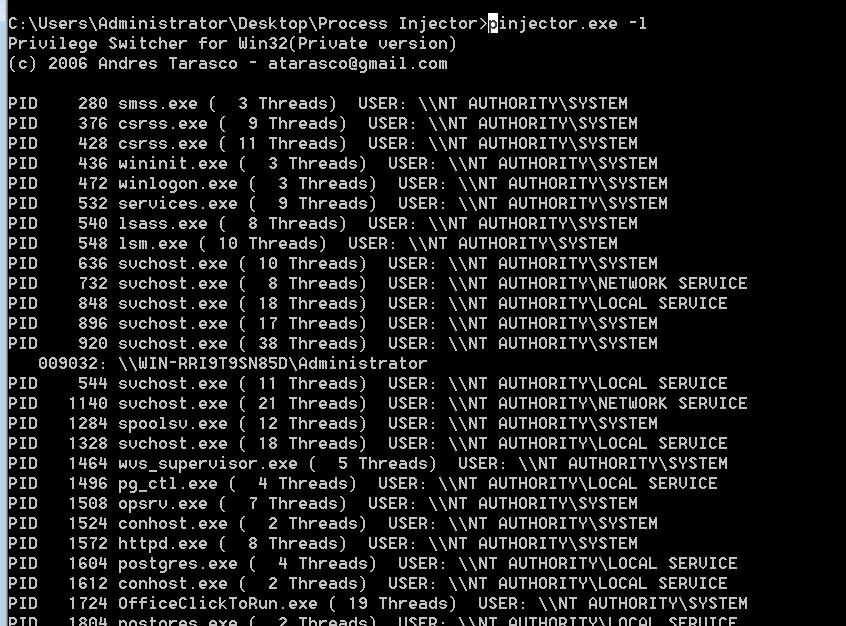 C:\Users\Administrator\Desktop\Process Injector>pinjector.exe -l
Privilege Switcher for Win32(Private version)
(c) 2006 Andres Tarasco - atarasco@gmail.com
PID    280 smss.exe (  3 Threads)  USER: \\NT AUTHORITY\SYSTEM
PID    376 csrss.exe (  9 Threads)  USER: \\NT AUTHORITY\SYSTEM
PID    428 csrss.exe ( 11 Threads)  USER: \\NT AUTHORITY\SYSTEM
PID    436 wininit.exe (  3 Threads)  USER: \\NT AUTHORITY\SYSTEM
PID    472 winlogon.exe (  3 Threads)  USER: \\NT AUTHORITY\SYSTEM
PID    532 services.exe (  9 Threads)  USER: \\NT AUTHORITY\SYSTEM
PID    540 lsass.exe (  8 Threads)  USER: \\NT AUTHORITY\SYSTEM
PID    548 lsm.exe ( 10 Threads)  USER: \\NT AUTHORITY\SYSTEM
PID    636 svchost.exe ( 10 Threads)  USER: \\NT AUTHORITY\SYSTEM
PID    732 svchost.exe (  8 Threads)  USER: \\NT AUTHORITY\NETWORK SERVICE
PID    848 svchost.exe ( 18 Threads)  USER: \\NT AUTHORITY\LOCAL SERVICE
PID    896 svchost.exe ( 17 Threads)  USER: \\NT AUTHORITY\SYSTEM
PID    920 svchost.exe ( 38 Threads)  USER: \\NT AUTHORITY\SYSTEM
   009032: \\WIN-RRI9T9SN85D\Administrator
PID    544 svchost.exe ( 11 Threads)  USER: \\NT AUTHORITY\LOCAL SERVICE
PID   1140 svchost.exe ( 21 Threads)  USER: \\NT AUTHORITY\NETWORK SERVICE
PID   1284 spoolsv.exe ( 12 Threads)  USER: \\NT AUTHORITY\SYSTEM
PID   1328 svchost.exe ( 18 Threads)  USER: \\NT AUTHORITY\LOCAL SERVICE
PID   1464 wvs_supervisor.exe (  5 Threads)  USER: \\NT AUTHORITY\SYSTEM
PID   1496 pg_ctl.exe (  4 Threads)  USER: \\NT AUTHORITY\LOCAL SERVICE
PID   1508 opsrv.exe (  7 Threads)  USER: \\NT AUTHORITY\SYSTEM
PID   1524 conhost.exe (  2 Threads)  USER: \\NT AUTHORITY\SYSTEM
PID   1572 httpd.exe (  8 Threads)  USER: \\NT AUTHORITY\SYSTEM
PID   1604 postgres.exe (  4 Threads)  USER: \\NT AUTHORITY\LOCAL SERVICE
PID   1612 conhost.exe (  2 Threads)  USER: \\NT AUTHORITY\LOCAL SERVICE
PID   1724 OfficeClickToRun.exe ( 19 Threads)  USER: \\NT AUTHORITY\SYSTEM
PID   1804 postgres.exe (  2 Threads)  USER: \\NT AUTHORITY\LOCAL SERVICE